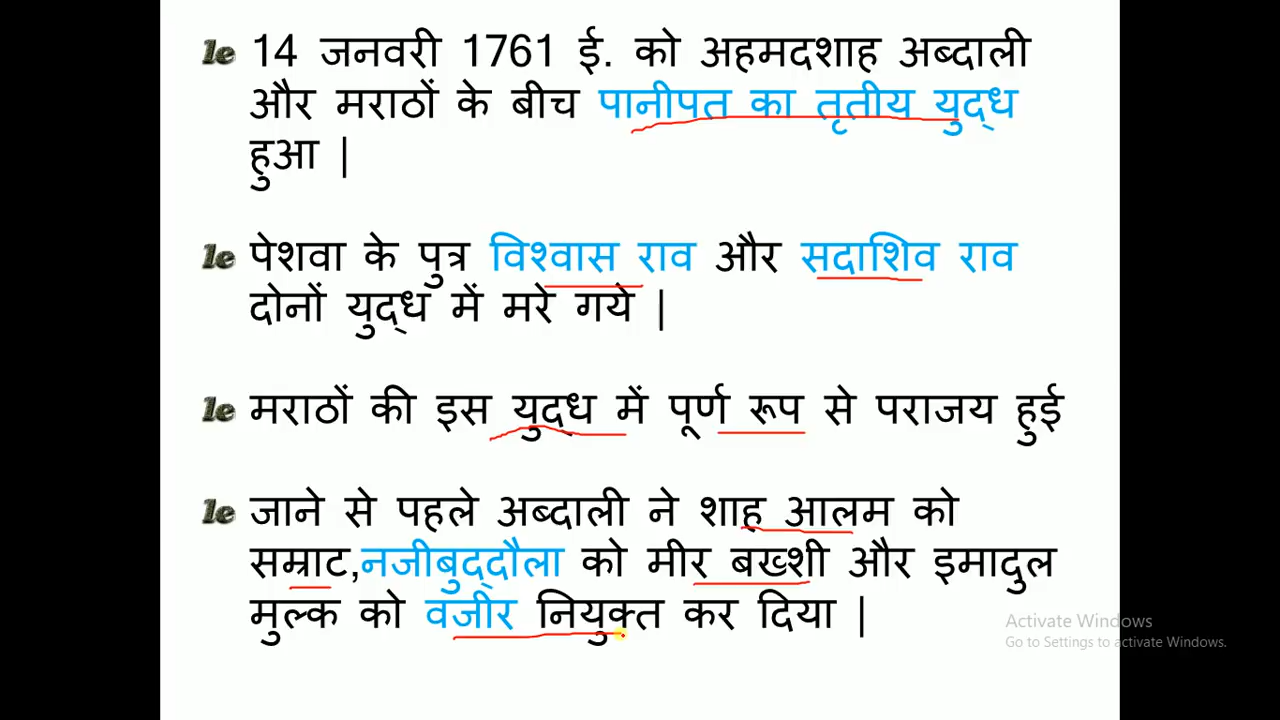 14 जनवरी 1761 ई. को अहमदशाह अब्दाली
और मराठों के बीच पानीपत का तृतीय युद्ध
हुआ |
पेशवा के पुत्र विश्वास राव और सदाशिव राव
दोनों युद्ध में मरे गये |
मराठों की इस युद्ध में पूर्ण रूप से पराजय हुई
जाने से पहले अब्दाली ने शाह आलम को
सम्राट,नजीबुद्दौला को मीर बख्शी और इमादुल
मुल्क को वजीर नियुक्त कर दिया |
Activate Windows
Go to Settings to activate Windows.